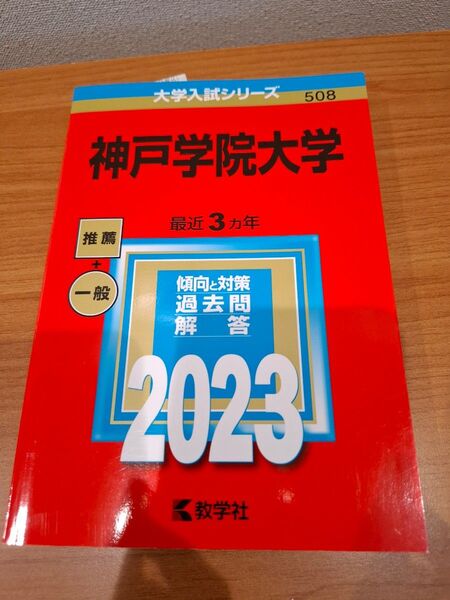 大学入試シリーズ 508
神戸学院大学
最近3ヵ年
推薦
+
一般
傾向と対策
過去問
解答
2023
教学社